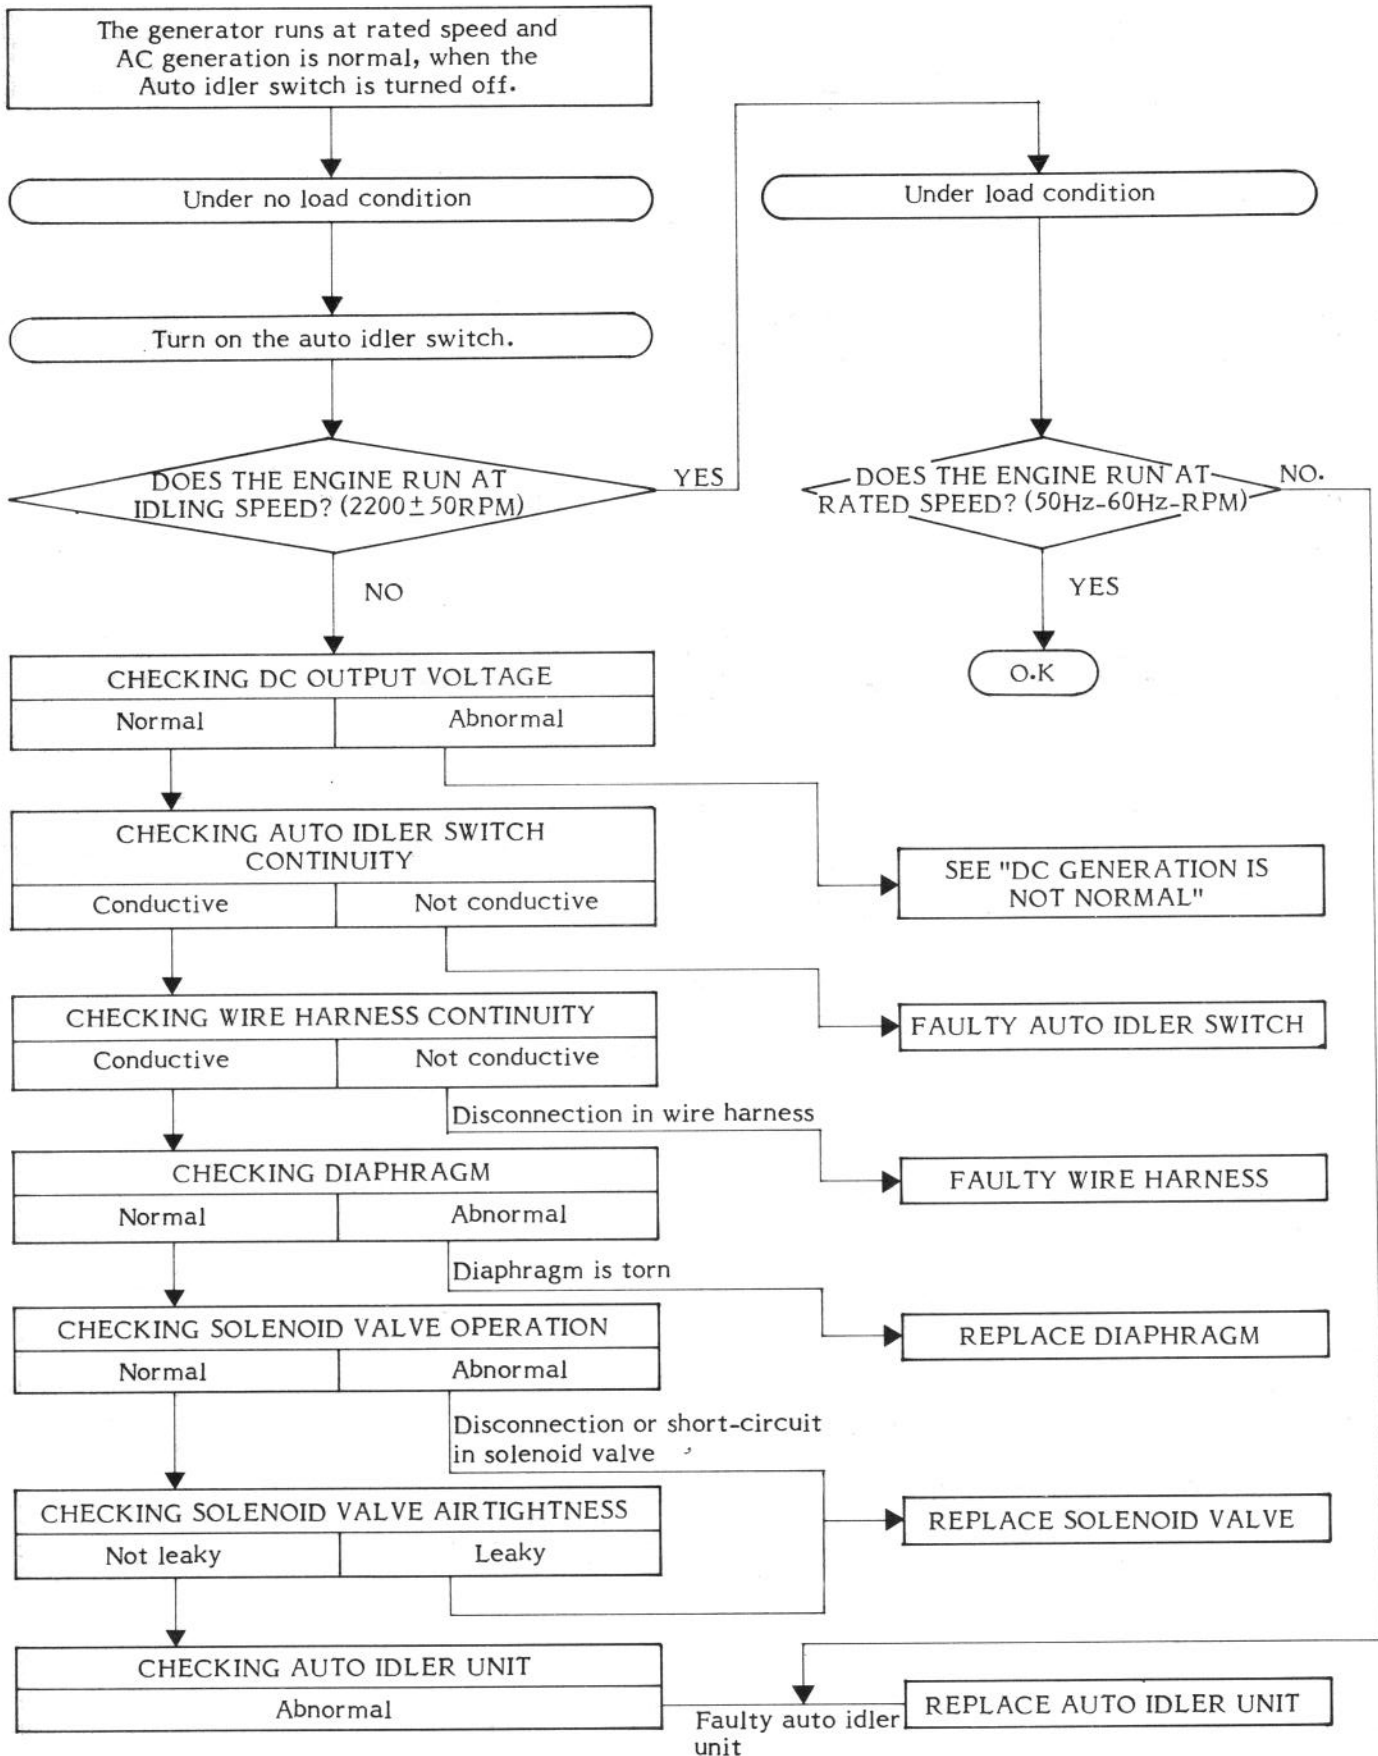 The generator runs at rated speed and
AC generation is normal, when the
Auto idler switch is turned off.
Under no load condition
Under load condition
Turn on the auto idler switch.
DOES THE ENGINE RUN AT
IDLING SPEED? (2200±50RPM)
YES
DOES THE ENGINE RUN AT
RATED SPEED? (50Hz-60Hz-RPM)
NO.
NO
YES
O.K
CHECKING DC OUTPUT VOLTAGE
Normal
Abnormal
CHECKING AUTO IDLER SWITCH
CONTINUITY
Conductive
Not conductive
SEE "DC GENERATION IS
NOT NORMAL"
CHECKING WIRE HARNESS CONTINUITY
Conductive
Not conductive
FAULTY AUTO IDLER SWITCH
Disconnection in wire harness
CHECKING DIAPHRAGM
Normal
Abnormal
FAULTY WIRE HARNESS
Diaphragm is torn
CHECKING SOLENOID VALVE OPERATION
Normal
Abnormal
REPLACE DIAPHRAGM
Disconnection or short-circuit
in solenoid valve
CHECKING SOLENOID VALVE AIRTIGHTNESS
Not leaky
Leaky
REPLACE SOLENOID VALVE
CHECKING AUTO IDLER UNIT
Abnormal
Faulty auto idler
unit
REPLACE AUTO IDLER UNIT